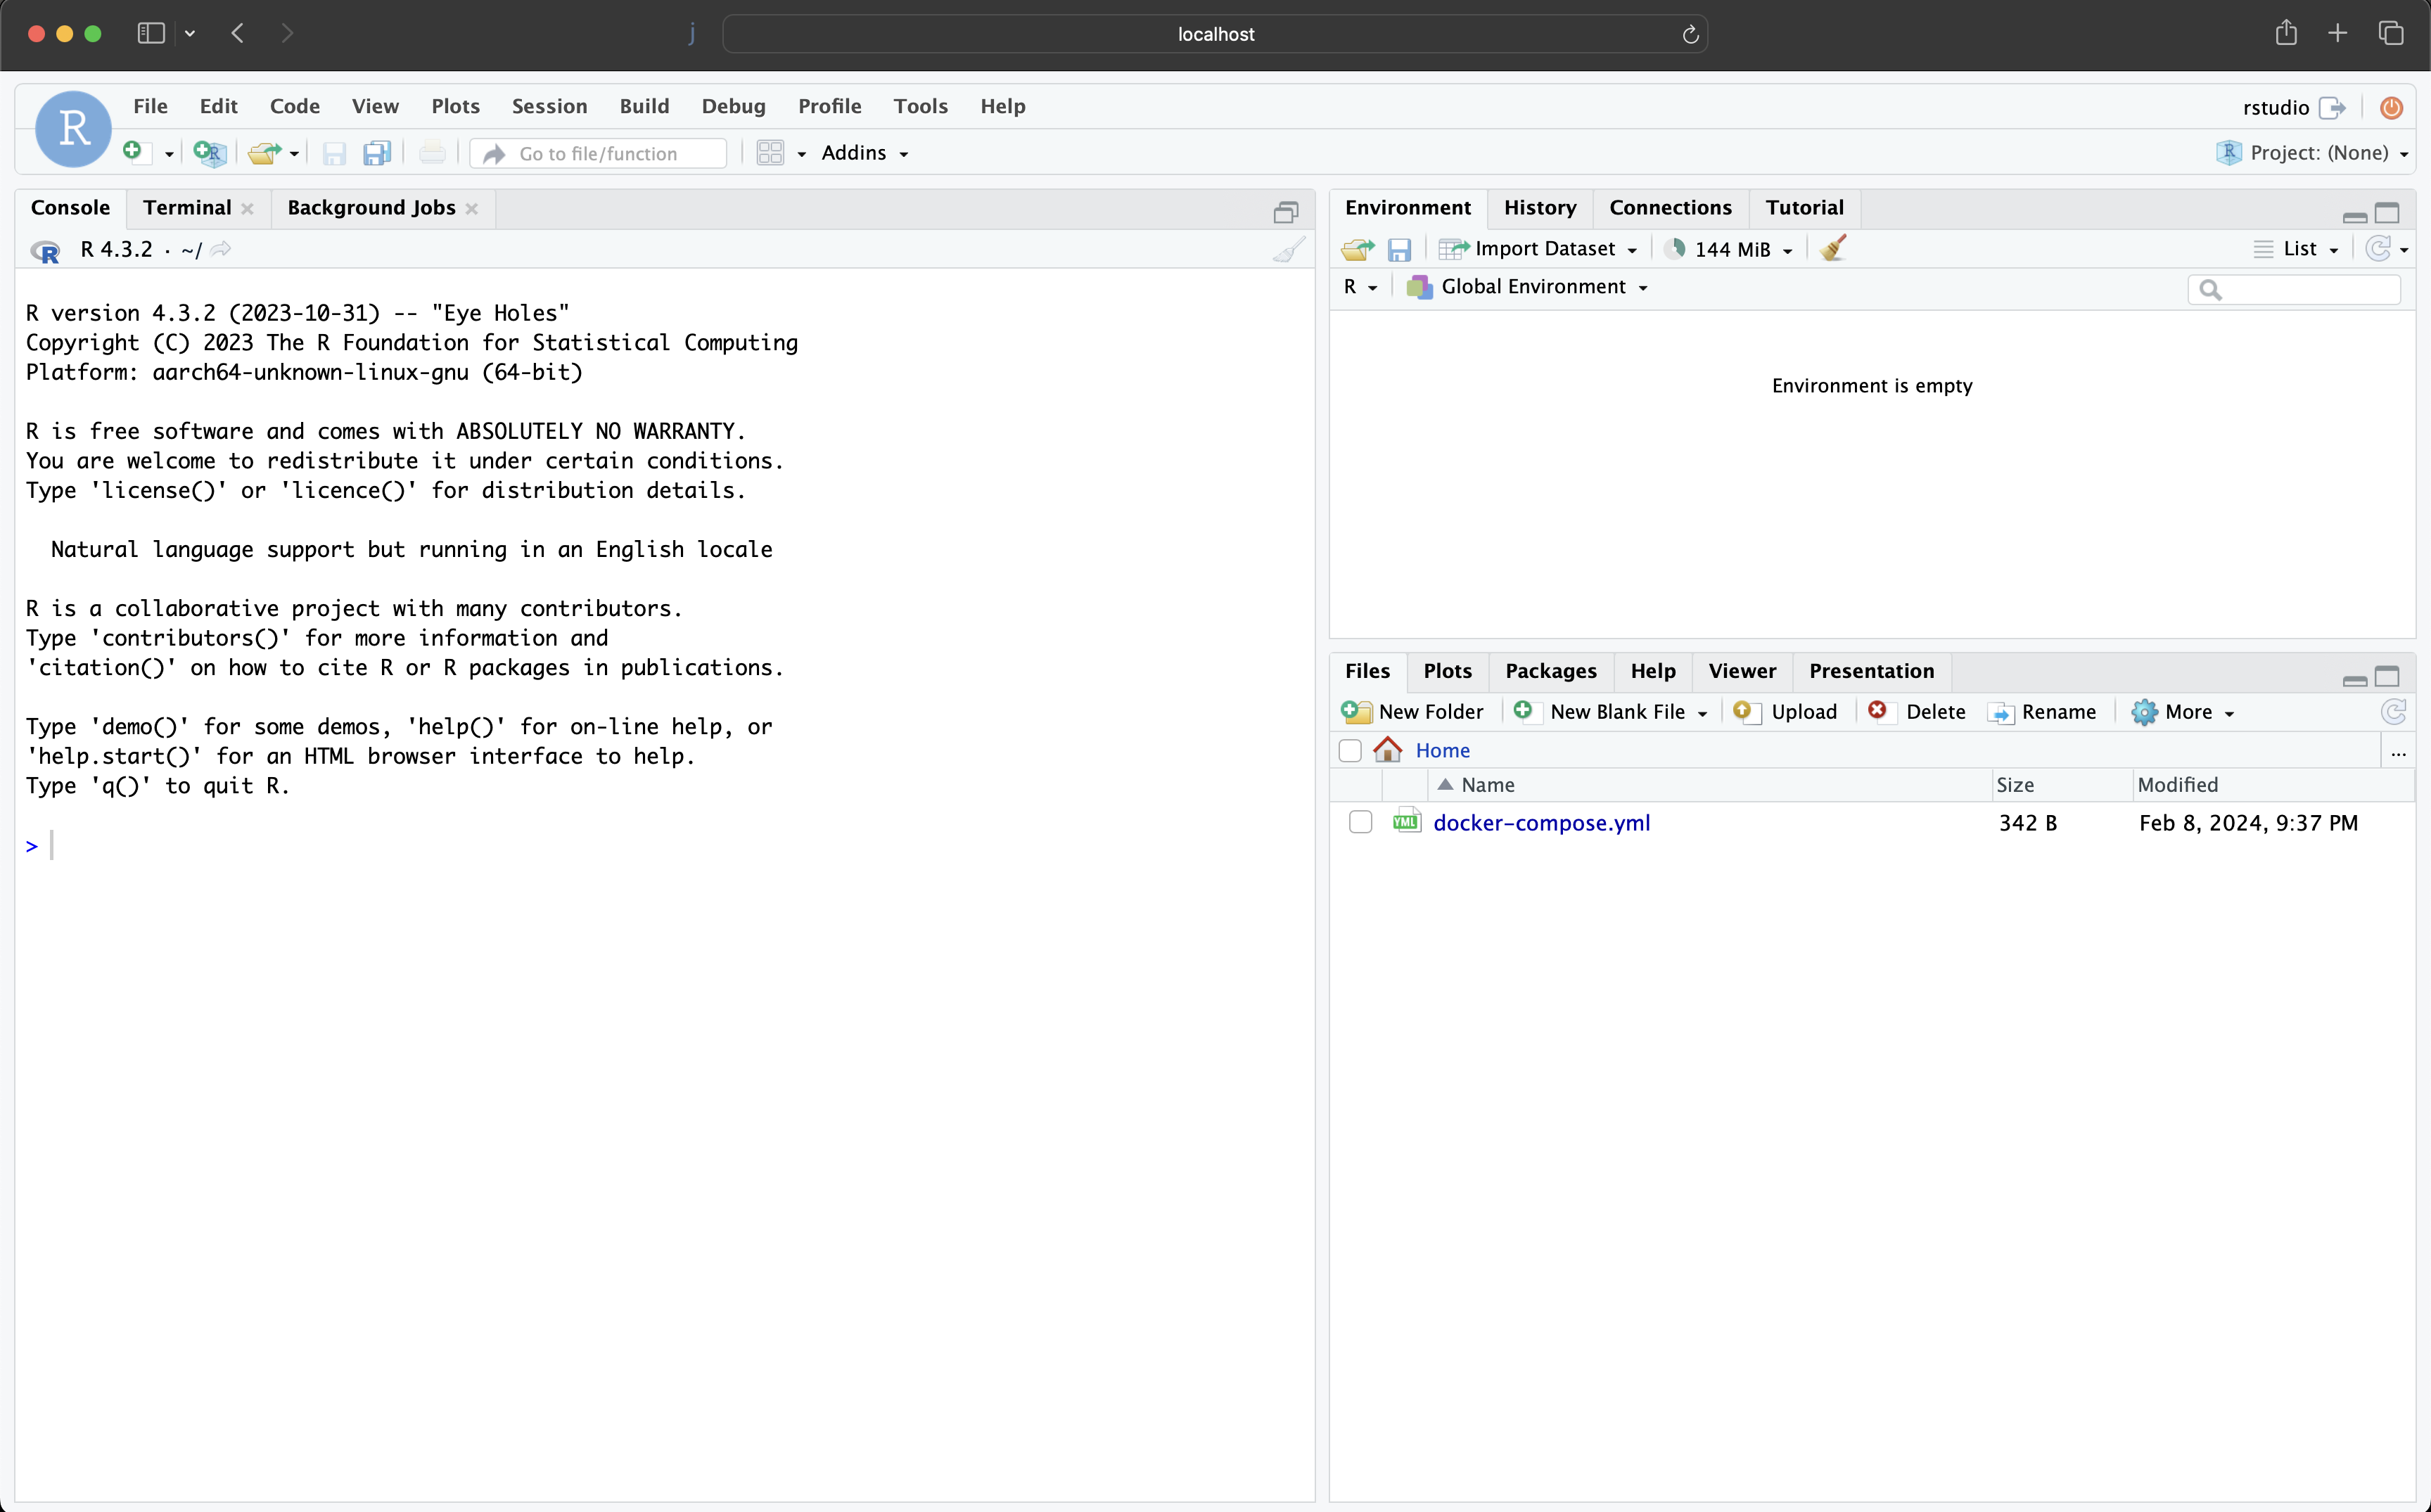 j
localhost
R
File Edit Code View Plots Session Build Debug Profile Tools Help
rstudio
R
Go to file/function
Addins
R Project: (None)
Console Terminal Background Jobs
R R 4.3.2 · ~/
R version 4.3.2 (2023-10-31) -- "Eye Holes"
Copyright (C) 2023 The R Foundation for Statistical Computing
Platform: aarch64-unknown-linux-gnu (64-bit)
R is free software and comes with ABSOLUTELY NO WARRANTY.
You are welcome to redistribute it under certain conditions.
Type 'license()' or 'licence()' for distribution details.
Natural language support but running in an English locale
R is a collaborative project with many contributors.
Type 'contributors()' for more information and
'citation()' on how to cite R or R packages in publications.
Type 'demo()' for some demos, 'help()' for on-line help, or
'help.start()' for an HTML browser interface to help.
Type 'q()' to quit R.
>
Environment History Connections Tutorial
Import Dataset 144 MiB List
R Global Environment
Environment is empty
Files Plots Packages Help Viewer Presentation
New Folder New Blank File Upload Delete Rename More
Home ...
Name Size Modified
YML docker-compose.yml 342 B Feb 8, 2024, 9:37 PM